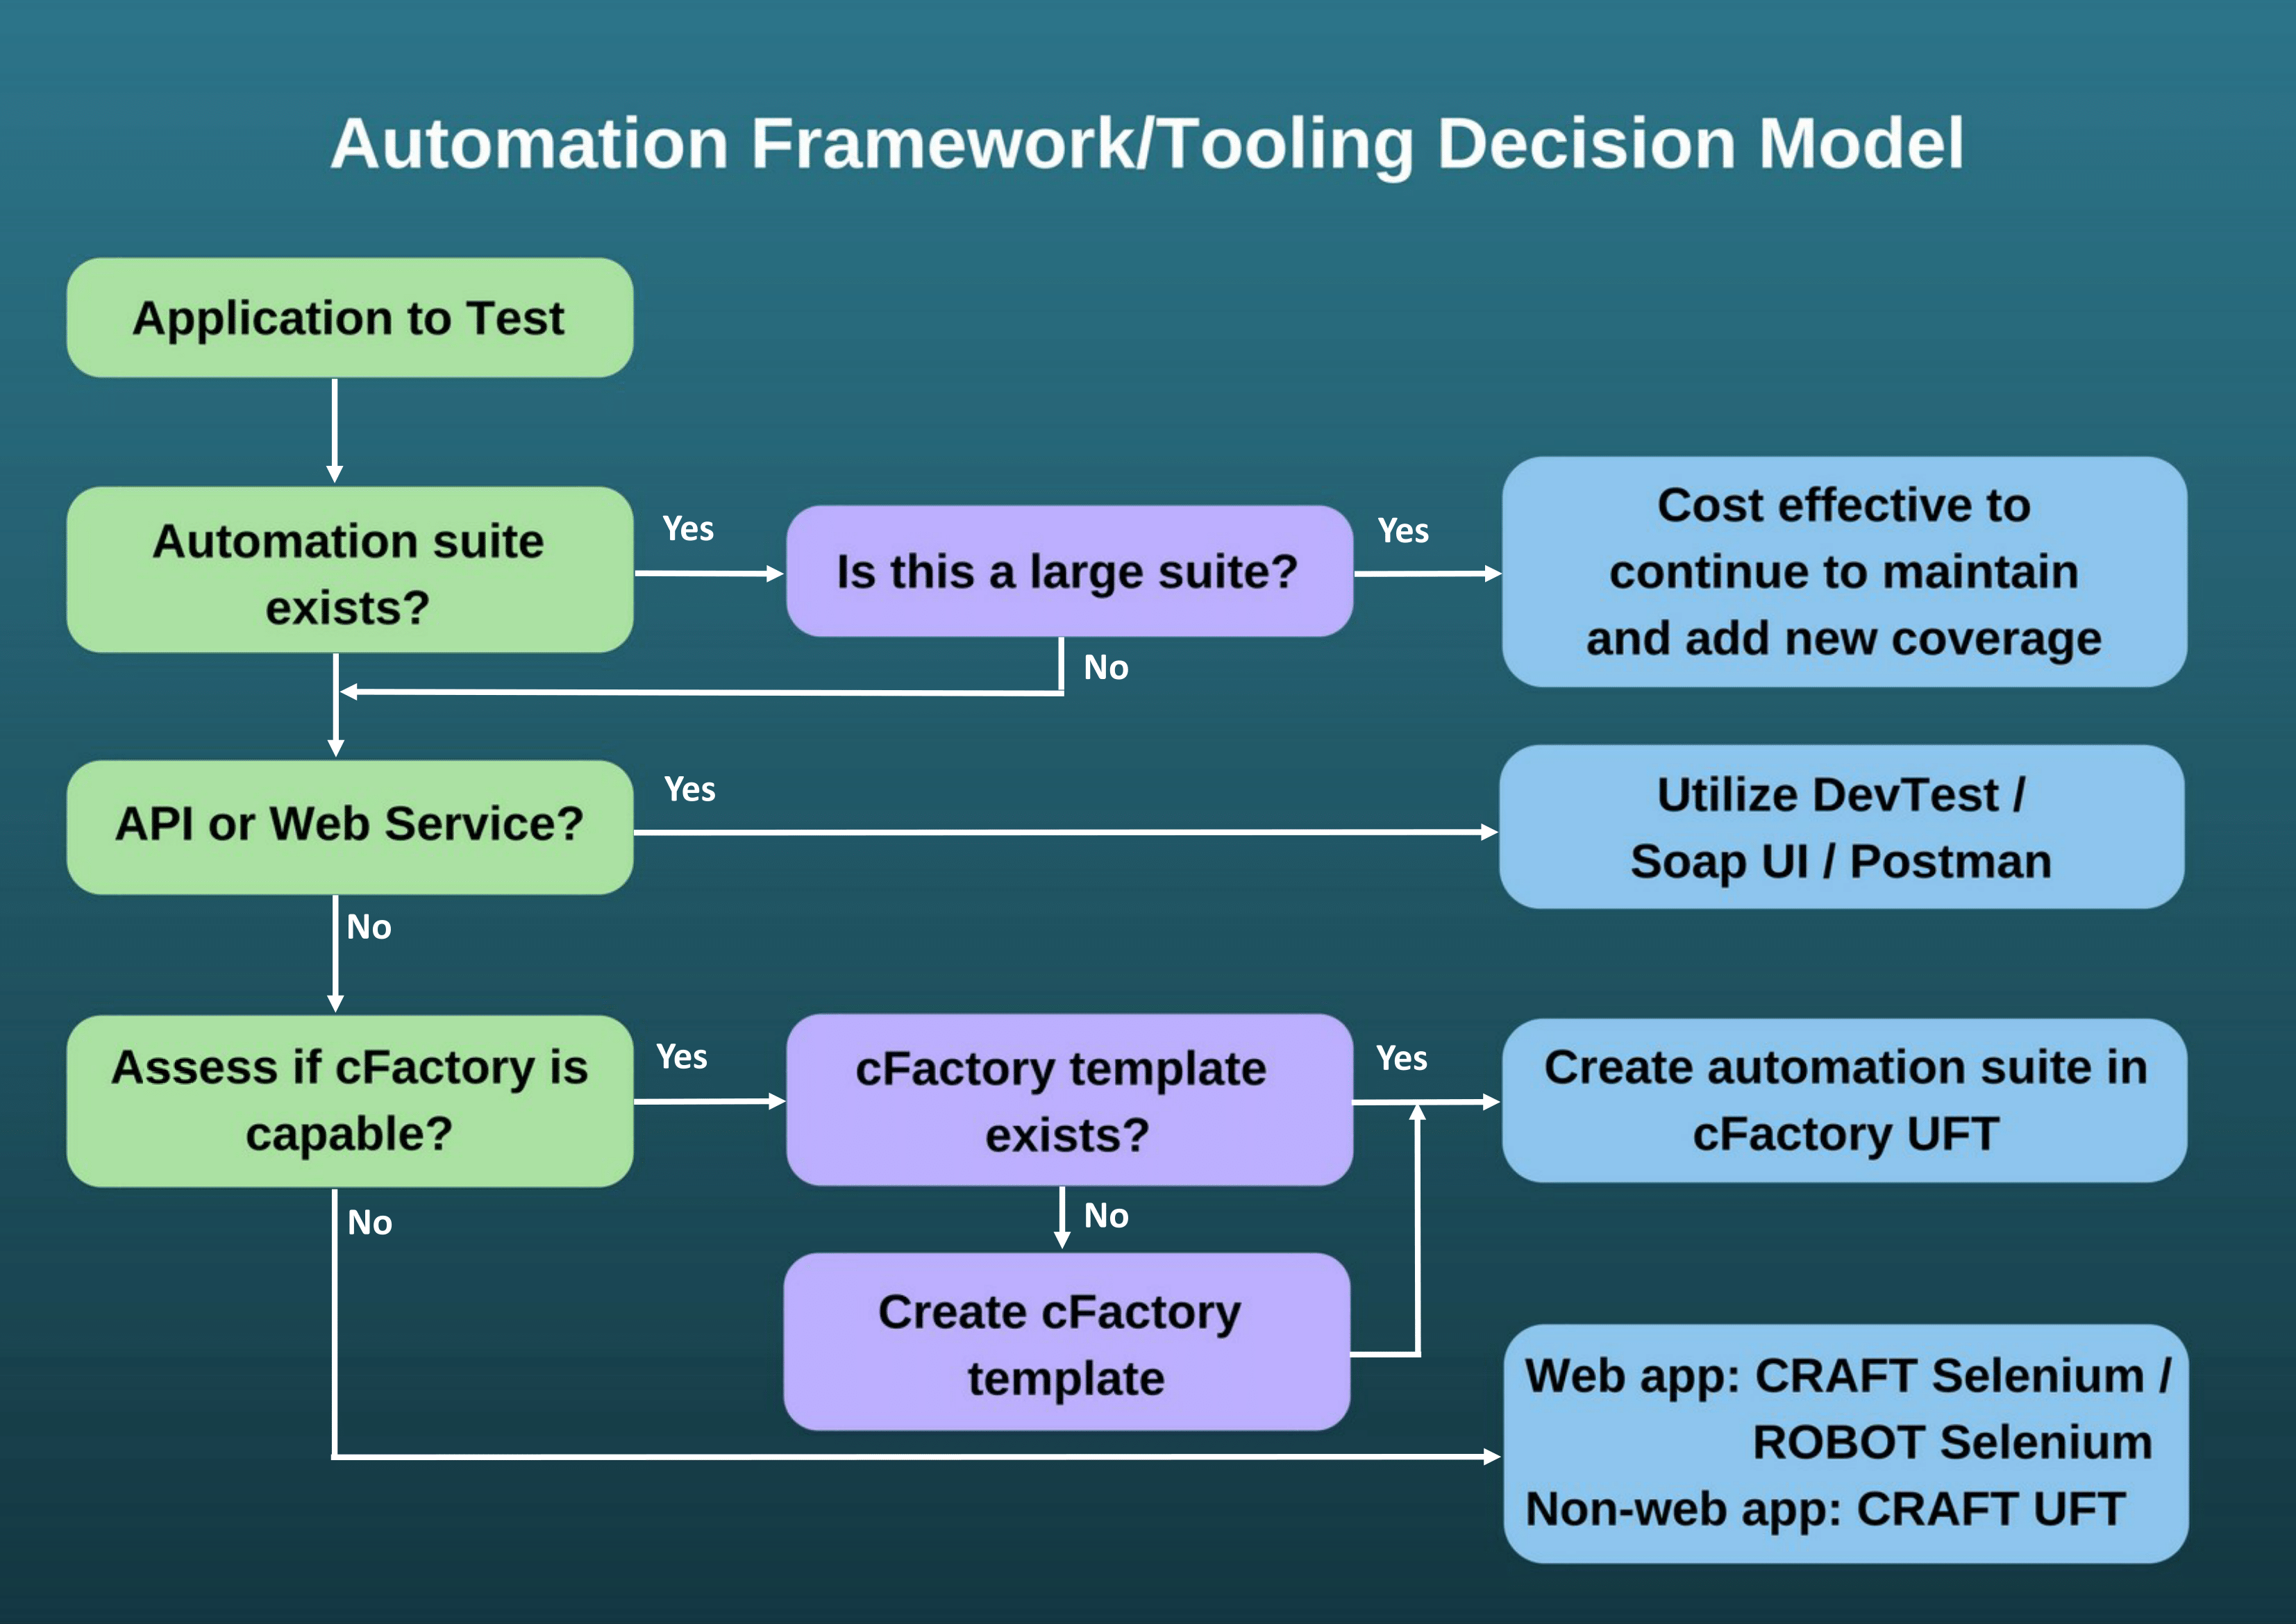 Automation Framework/Tooling Decision Model
Application to Test
Automation suite
exists?
Yes
Is this a large suite?
Yes
Cost effective to
continue to maintain
and add new coverage
No
API or Web Service?
Yes
Utilize DevTest /
Soap UI / Postman
No
Assess if cFactory is
capable?
Yes
cFactory template
exists?
Yes
Create automation suite in
cFactory UFT
No
No
Create cFactory
template
Web app: CRAFT Selenium /
ROBOT Selenium
Non-web app: CRAFT UFT